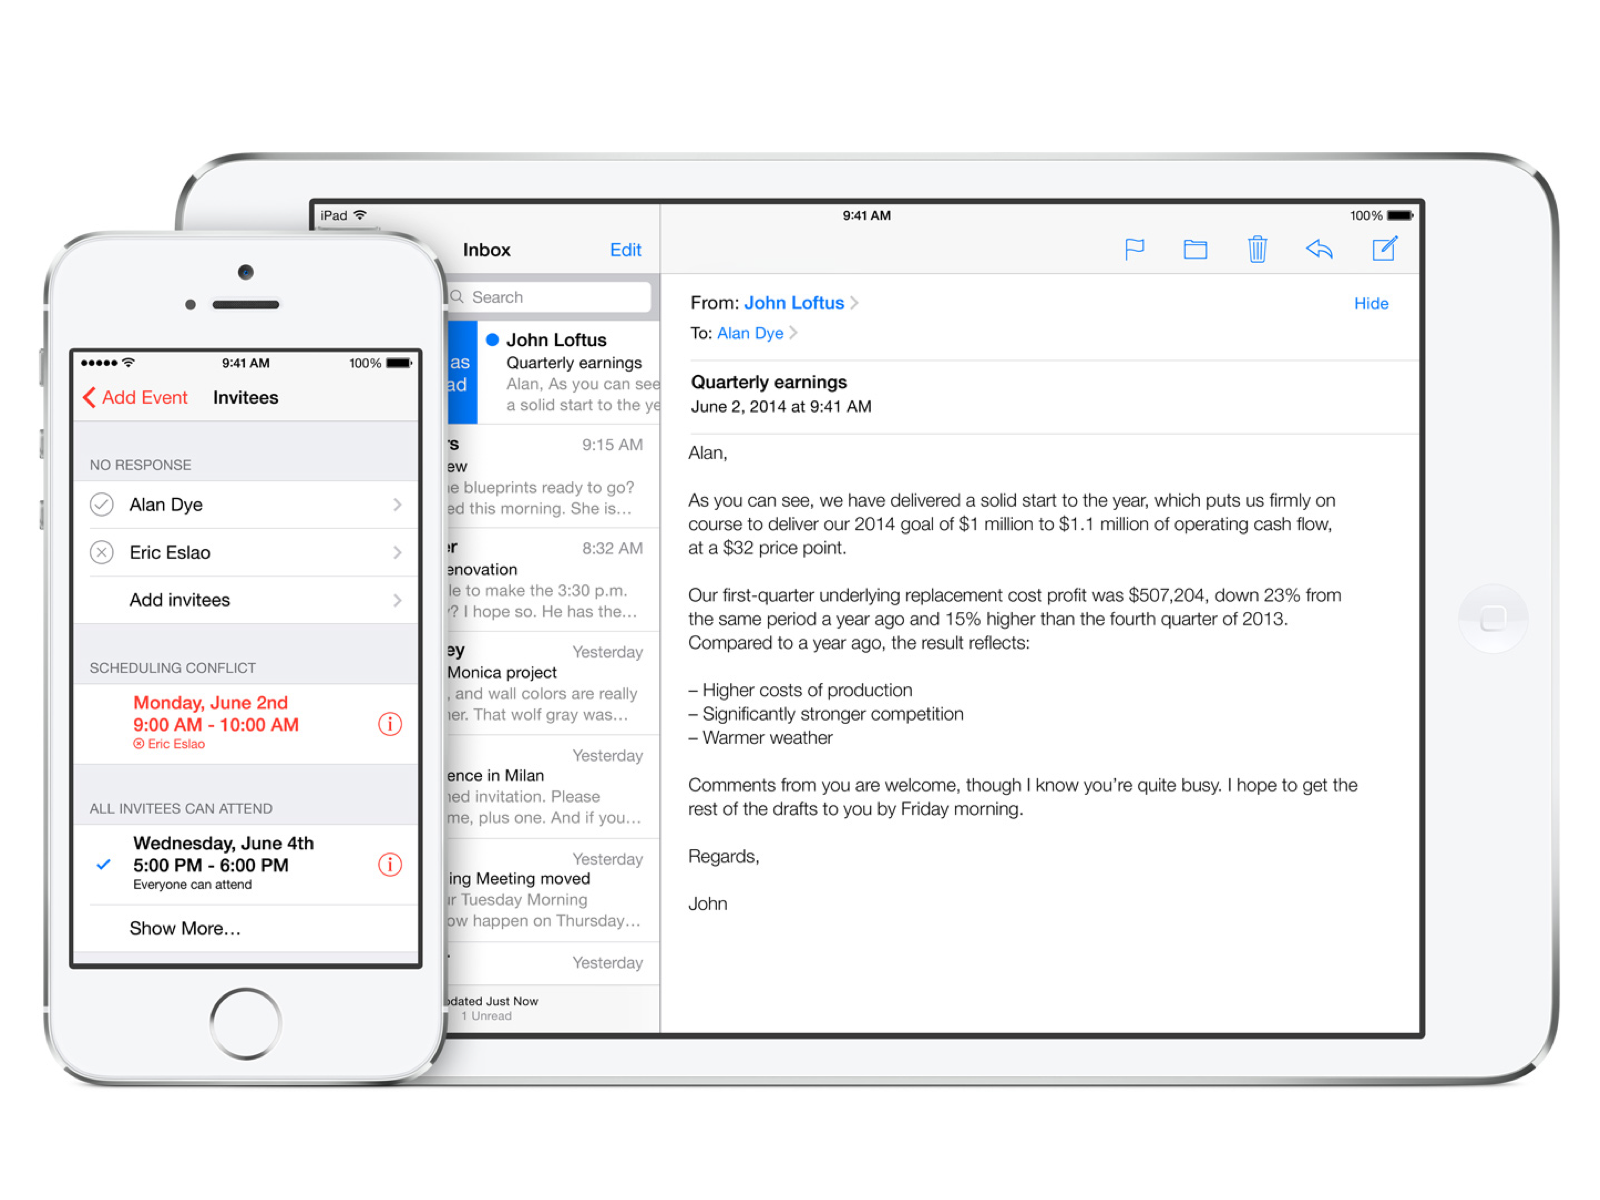 iPad
9:41 AM
100%
Inbox
Edit
Search
as
ad
John Loftus
Quarterly earnings
Alan, As you can see
a solid start to the ye
rs
9:15 AM
ew
e blueprints ready to go?
ed this morning. She is...
er
8:32 AM
enovation
le to make the 3:30 p.m.
y? I hope so. He has the...
ey
Yesterday
Monica project
, and wall colors are really
er. That wolf gray was...
Yesterday
ence in Milan
ned invitation. Please
me, plus one. And if you...
Yesterday
ing Meeting moved
ur Tuesday Morning
ow happen on Thursday...
Yesterday
pdated Just Now
1 Unread
From: John Loftus
Hide
To: Alan Dye
Quarterly earnings
June 2, 2014 at 9:41 AM
Alan,
As you can see, we have delivered a solid start to the year, which puts us firmly on
course to deliver our 2014 goal of $1 million to $1.1 million of operating cash flow,
at a $32 price point.
Our first-quarter underlying replacement cost profit was $507,204, down 23% from
the same period a year ago and 15% higher than the fourth quarter of 2013.
Compared to a year ago, the result reflects:
– Higher costs of production
– Significantly stronger competition
– Warmer weather
Comments from you are welcome, though I know you’re quite busy. I hope to get the
rest of the drafts to you by Friday morning.
Regards,
John
9:41 AM
100%
Add Event
Invitees
NO RESPONSE
Alan Dye
Eric Eslao
Add invitees
SCHEDULING CONFLICT
Monday, June 2nd
9:00 AM - 10:00 AM
Eric Eslao
ALL INVITEES CAN ATTEND
Wednesday, June 4th
5:00 PM - 6:00 PM
Everyone can attend
Show More...